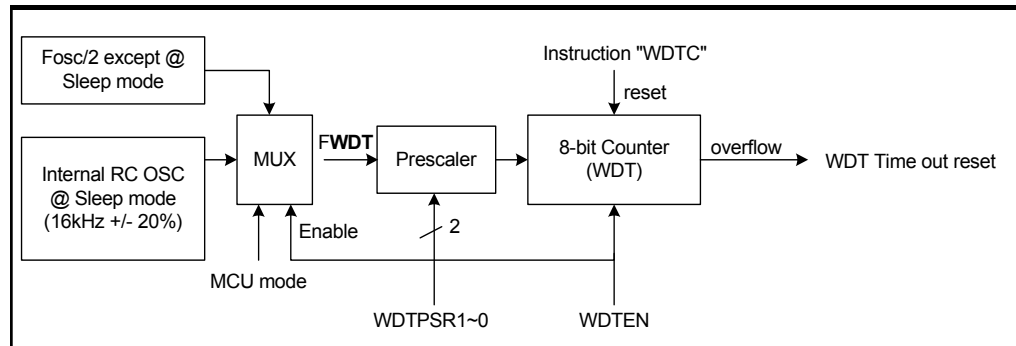 Fosc/2 except @
Sleep mode
Instruction "WDTC"
reset
Internal RC OSC
@ Sleep mode
(16kHz +/- 20%)
MUX
FWDT
Prescaler
8-bit Counter
(WDT)
overflow
WDT Time out reset
Enable
2
MCU mode
WDTPSR1~0
WDTEN